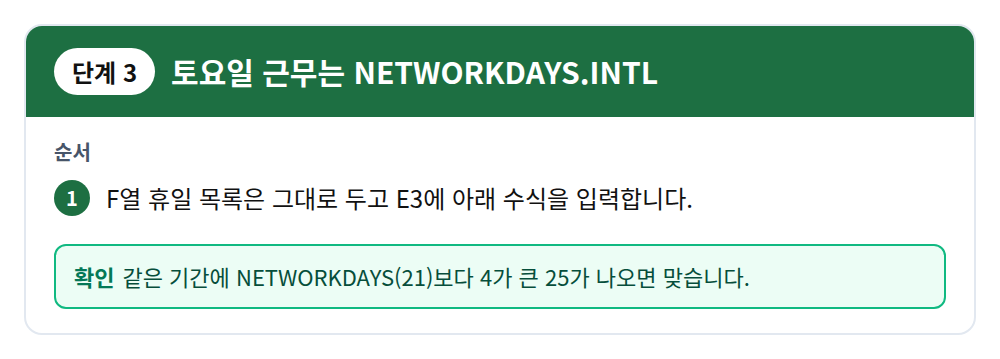 단계 3 토요일 근무는 NETWORKDAYS.INTL
순서
1 F열 휴일 목록은 그대로 두고 E3에 아래 수식을 입력합니다.
확인 같은 기간에 NETWORKDAYS(21)보다 4가 큰 25가 나오면 맞습니다.